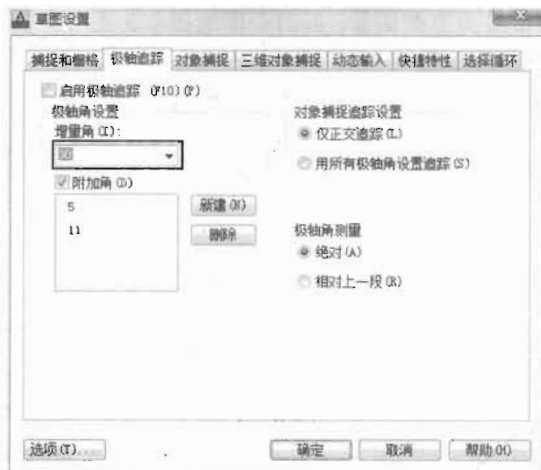 草图设置
捕捉和栅格 极轴追踪 对象捕捉 三维对象捕捉 动态输入 快捷特性 选择循环
启用极轴追踪 (F10)(P)
极轴角设置
增量角(I):
附加角(D)
5
11
新建(N)
删除
对象捕捉追踪设置
仅正交追踪(L)
用所有极轴角设置追踪(S)
极轴角测量
绝对(A)
相对上一段(R)
选项(T)...
确定
取消
帮助(H)